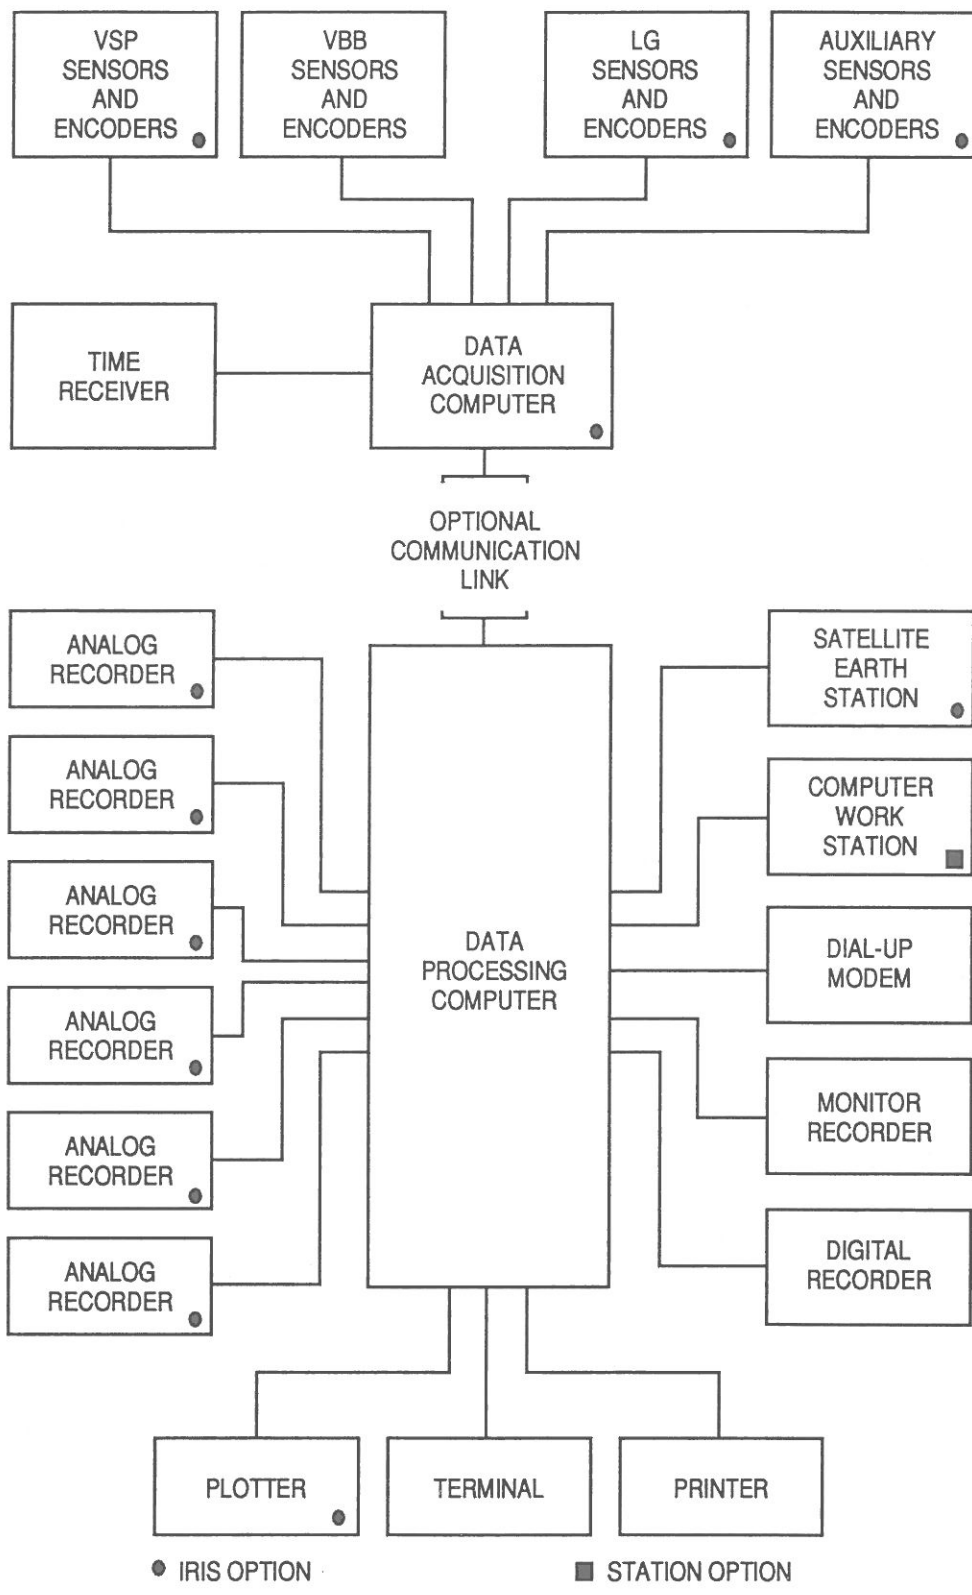 VSP
SENSORS
AND
ENCODERS
VBB
SENSORS
AND
ENCODERS
LG
SENSORS
AND
ENCODERS
AUXILIARY
SENSORS
AND
ENCODERS
TIME
RECEIVER
DATA
ACQUISITION
COMPUTER
OPTIONAL
COMMUNICATION
LINK
ANALOG
RECORDER
ANALOG
RECORDER
ANALOG
RECORDER
ANALOG
RECORDER
ANALOG
RECORDER
ANALOG
RECORDER
DATA
PROCESSING
COMPUTER
SATELLITE
EARTH
STATION
COMPUTER
WORK
STATION
DIAL-UP
MODEM
MONITOR
RECORDER
DIGITAL
RECORDER
PLOTTER
TERMINAL
PRINTER
IRIS OPTION
STATION OPTION